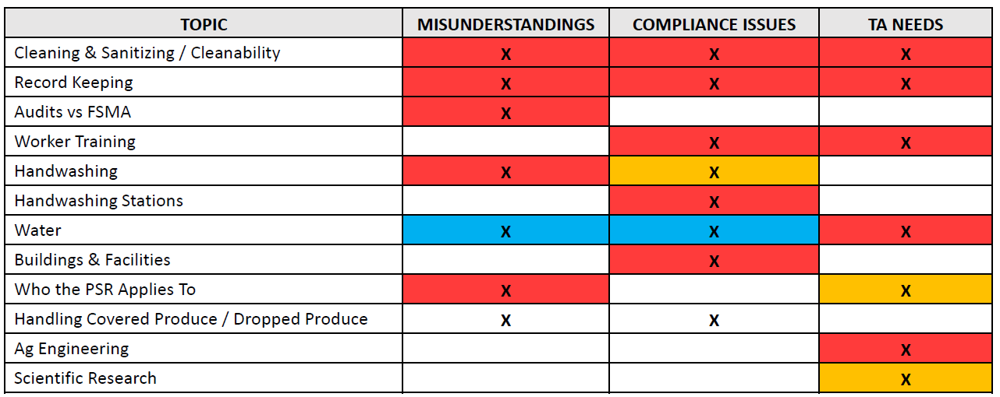 TOPIC MISUNDERSTANDINGS COMPLIANCE ISSUES TA NEEDS
Cleaning & Sanitizing / Cleanability X X X
Record Keeping X X X
Audits vs FSMA X
Worker Training X X
Handwashing X X
Handwashing Stations X
Water X X X
Buildings & Facilities X
Who the PSR Applies To X X
Handling Covered Produce / Dropped Produce X X
Ag Engineering X
Scientific Research X